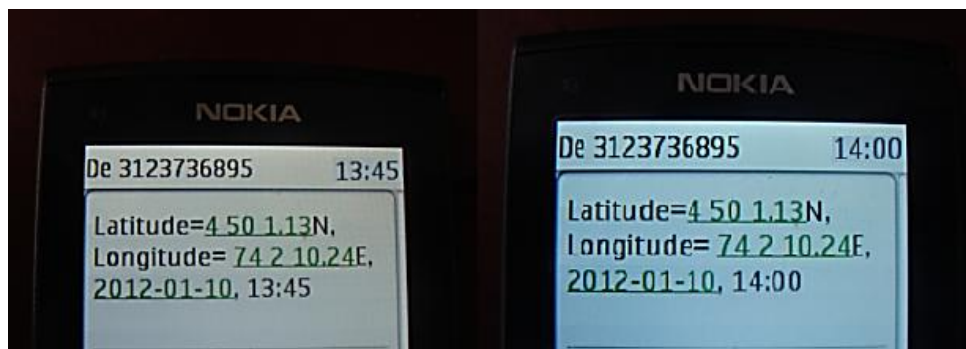 NOKIA
De 3123736895 13:45
Latitude=4 50 1.13N,
Longitude= 74 2 10.24E,
2012-01-10, 13:45
NOKIA
De 3123736895 14:00
Latitude=4 50 1.13N,
Longitude= 74 2 10.24E,
2012-01-10, 14:00